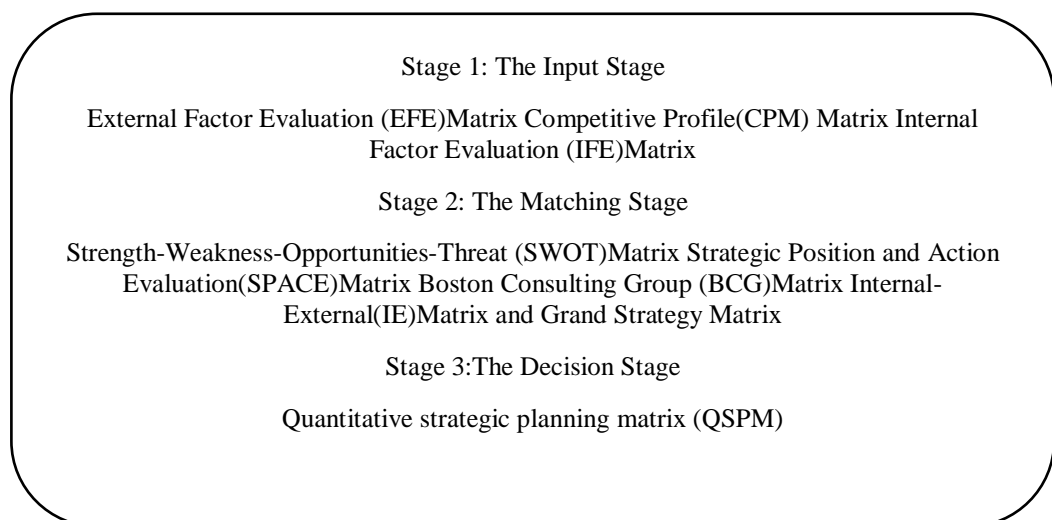 Stage 1: The Input Stage
External Factor Evaluation (EFE)Matrix Competitive Profile(CPM) Matrix Internal
Factor Evaluation (IFE)Matrix
Stage 2: The Matching Stage
Strength-Weakness-Opportunities-Threat (SWOT)Matrix Strategic Position and Action
Evaluation(SPACE)Matrix Boston Consulting Group (BCG)Matrix Internal-
External(IE)Matrix and Grand Strategy Matrix
Stage 3:The Decision Stage
Quantitative strategic planning matrix (QSPM)